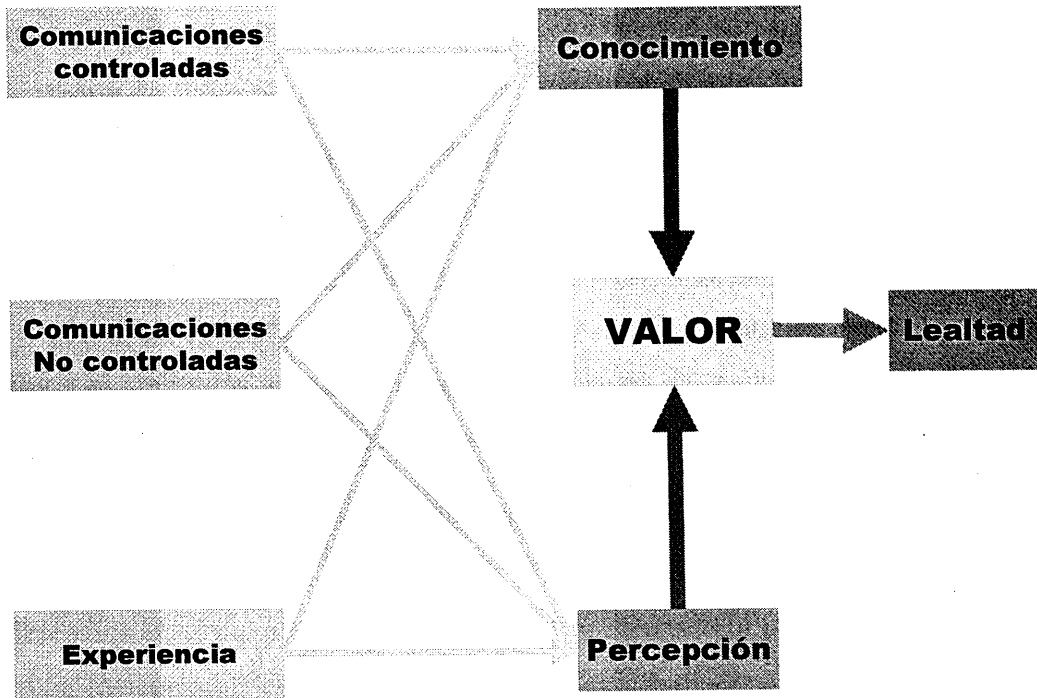 Comunicaciones
controladas
Conocimiento
Comunicaciones
No controladas
VALOR
Lealtad
Experiencia
Percepción